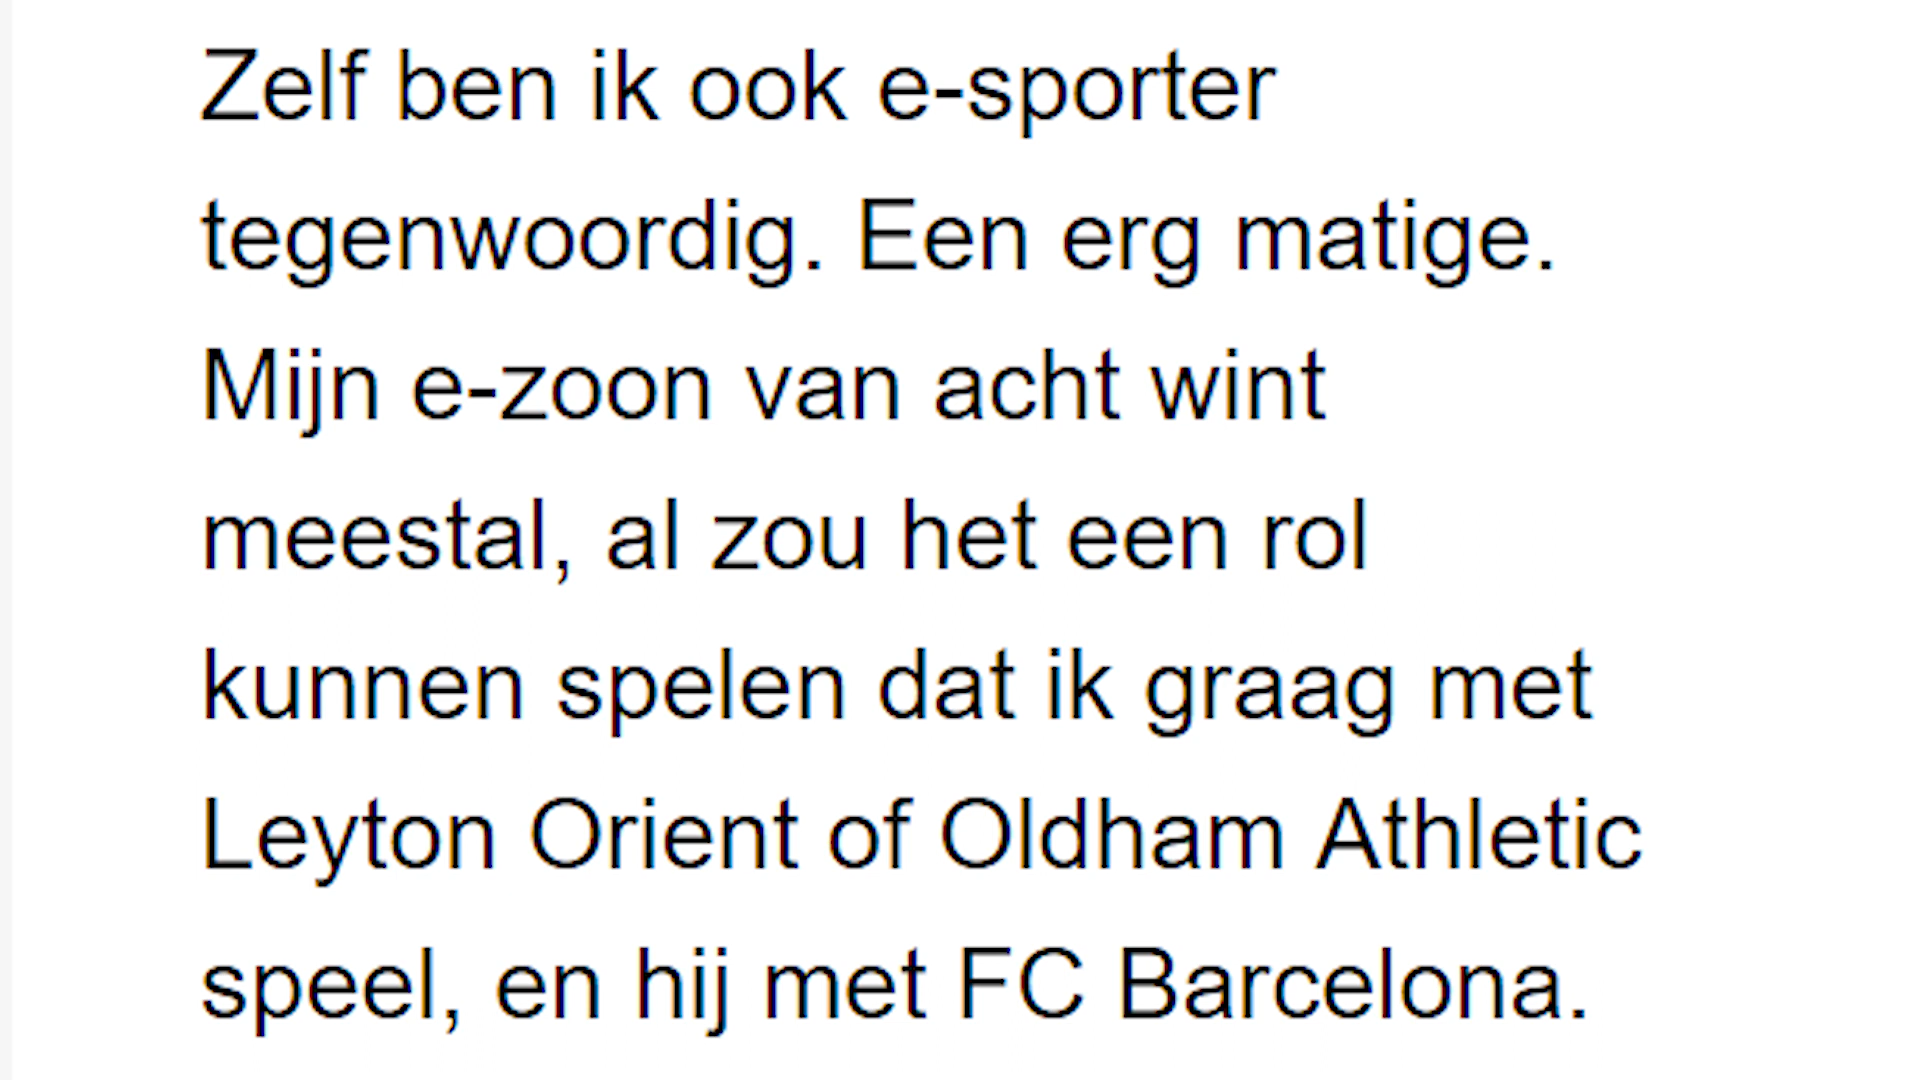 Zelf ben ik ook e-sporter
tegenwoordig. Een erg matige.
Mijn e-zoon van acht wint
meestal, al zou het een rol
kunnen spelen dat ik graag met
Leyton Orient of Oldham Athletic
speel, en hij met FC Barcelona.